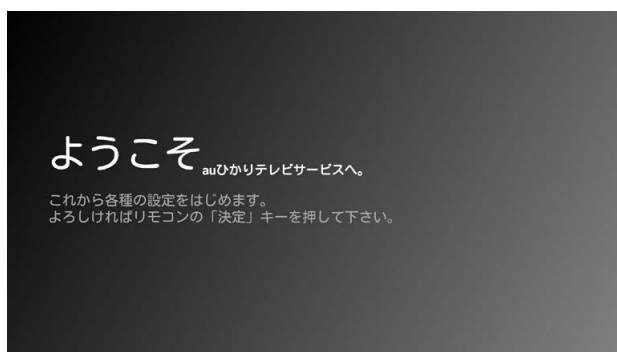 ようこそauひかりテレビサービスへ。
これから各種の設定をはじめます。
よろしければリモコンの「決定」キーを押して下さい。